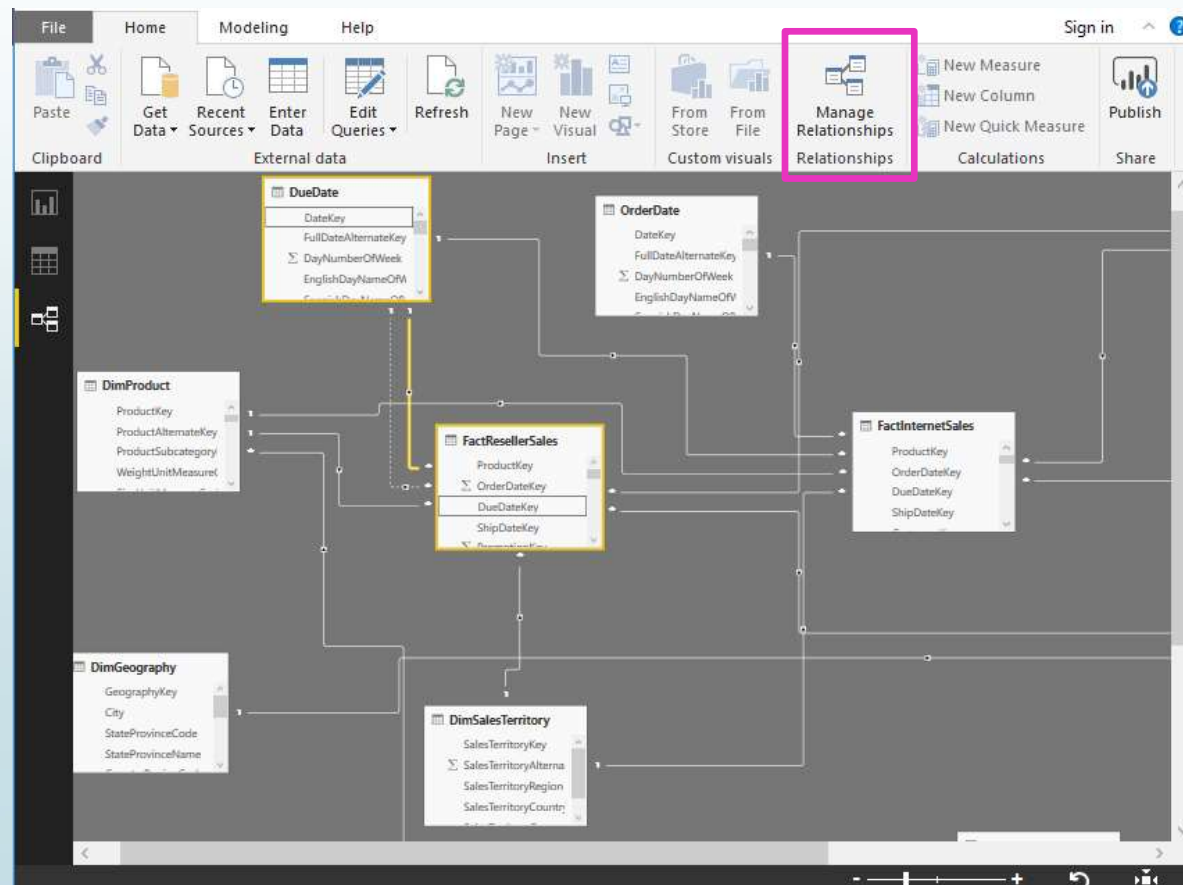 File Home Modeling Help Sign in ?
Paste
Get Data
Recent Sources
Enter Data
Edit Queries
Refresh
New Page
New Visual
From Store
From File
Manage Relationships
New Measure
New Column
New Quick Measure
Publish
Clipboard External data Insert Custom visuals Relationships Calculations Share
DueDate
DateKey
FullDateAlternateKey
Σ DayNumberOfWeek
EnglishDayNameOfW
OrderDate
DateKey
FullDateAlternateKey
Σ DayNumberOfWeek
EnglishDayNameOfW
DimProduct
ProductKey
ProductAlternateKey
ProductSubcategory
WeightUnitMeasureC
FactResellerSales
ProductKey
Σ OrderDateKey
DueDateKey
ShipDateKey
Σ PromotionKey
FactInternetSales
ProductKey
OrderDateKey
DueDateKey
ShipDateKey
DimGeography
GeographyKey
City
StateProvinceCode
StateProvinceName
DimSalesTerritory
SalesTerritoryKey
Σ SalesTerritoryAlterna
SalesTerritoryRegion
SalesTerritoryCountry